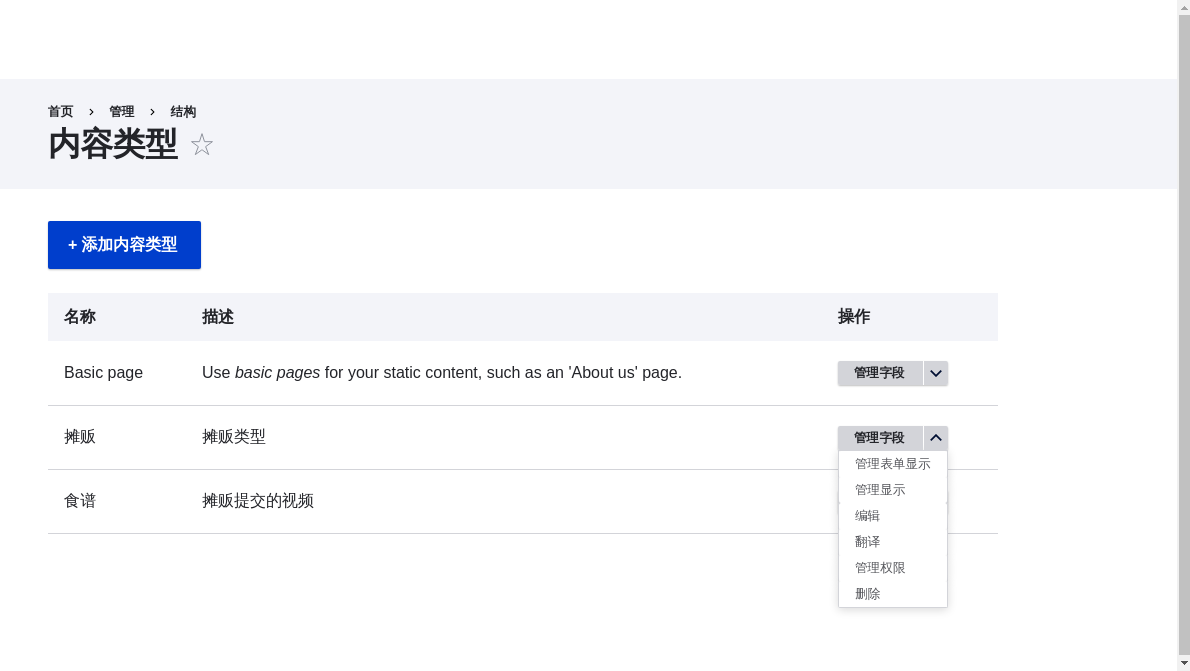 首页 › 管理 › 结构
内容类型
+ 添加内容类型
名称 描述 操作
Basic page Use basic pages for your static content, such as an 'About us' page. 管理字段
摊贩 摊贩类型 管理字段
管理表单显示
管理显示
食谱 摊贩提交的视频
编辑
翻译
管理权限
删除